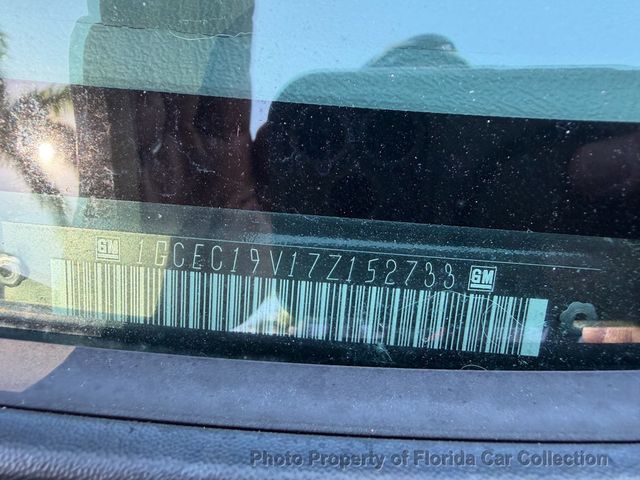 GM 1GCEC19V17Z152733 GM
Photo Property of Florida Car Collection